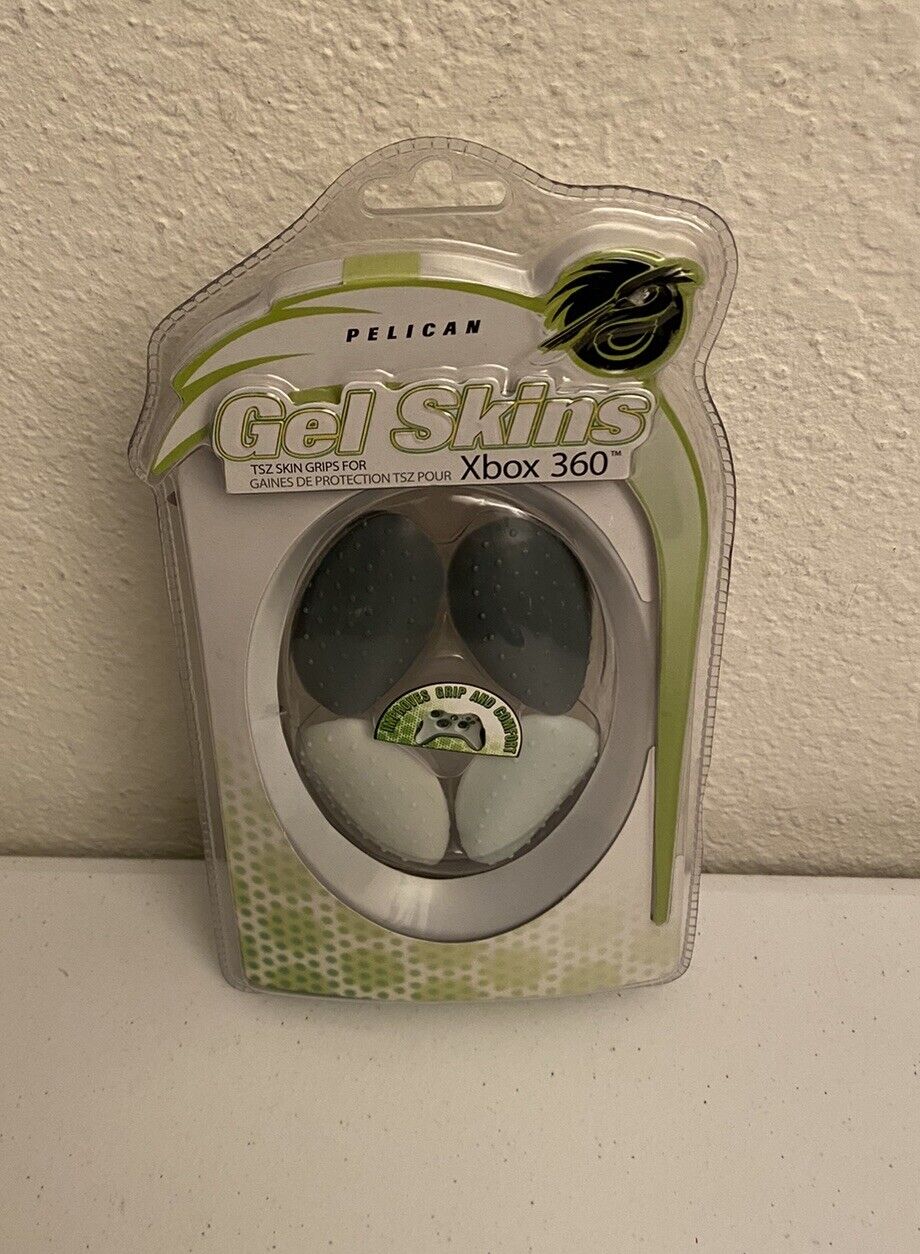 PELICAN
Gel Skins
TSZ SKIN GRIPS FOR
GAINES DE PROTECTION TSZ POUR Xbox 360™
IMPROVES GRIP AND COMFORT